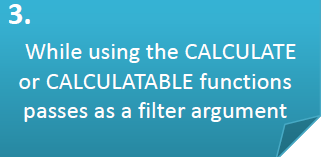 3.
While using the CALCULATE
or CALCULATABLE functions
passes as a filter argument